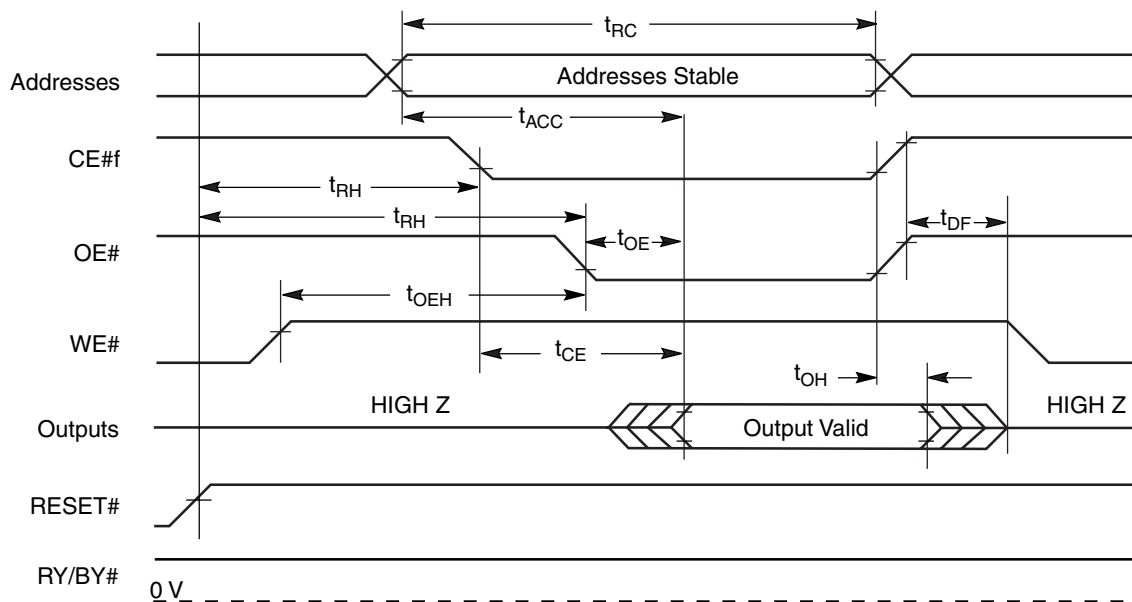 tRC
Addresses
Addresses Stable
tACC
CE#f
tRH
tRH
OE#
tOE
tDF
tOEH
WE#
tCE
tOH
HIGH Z
HIGH Z
Outputs
Output Valid
RESET#
RY/BY#
0 V